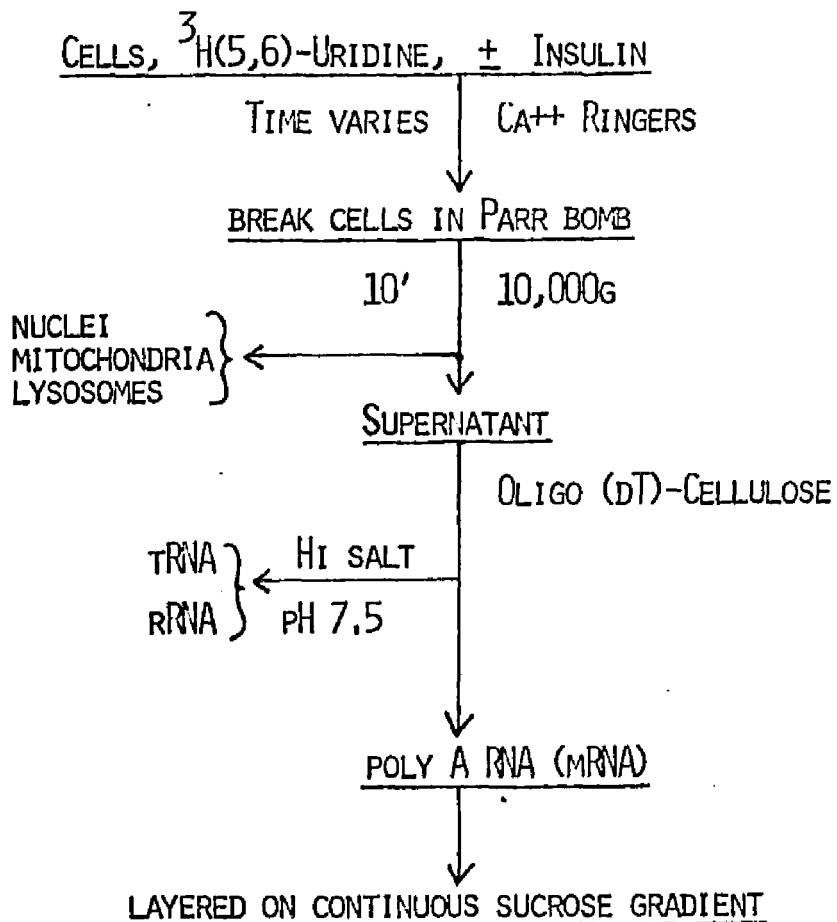 CELLS, ³H(5,6)-URIDINE, ± INSULIN
TIME VARIES CA++ RINGERS
BREAK CELLS IN PARR BOMB
10' 10,000G
NUCLEI
MITOCHONDRIA
LYSOSOMES
SUPERNATANT
OLIGO (DT)-CELLULOSE
TRNA HI SALT
RRNA PH 7.5
POLY A RNA (MRNA)
LAYERED ON CONTINUOUS SUCROSE GRADIENT